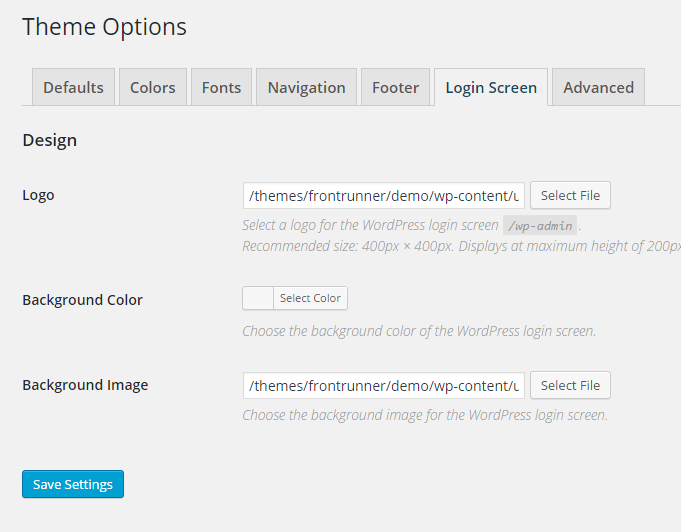 Theme Options
Defaults Colors Fonts Navigation Footer Login Screen Advanced
Design
Logo /themes/frontrunner/demo/wp-content/u Select File
Select a logo for the WordPress login screen /wp-admin .
Recommended size: 400px × 400px. Displays at maximum height of 200px
Background Color Select Color
Choose the background color of the WordPress login screen.
Background Image /themes/frontrunner/demo/wp-content/u Select File
Choose the background image for the WordPress login screen.
Save Settings